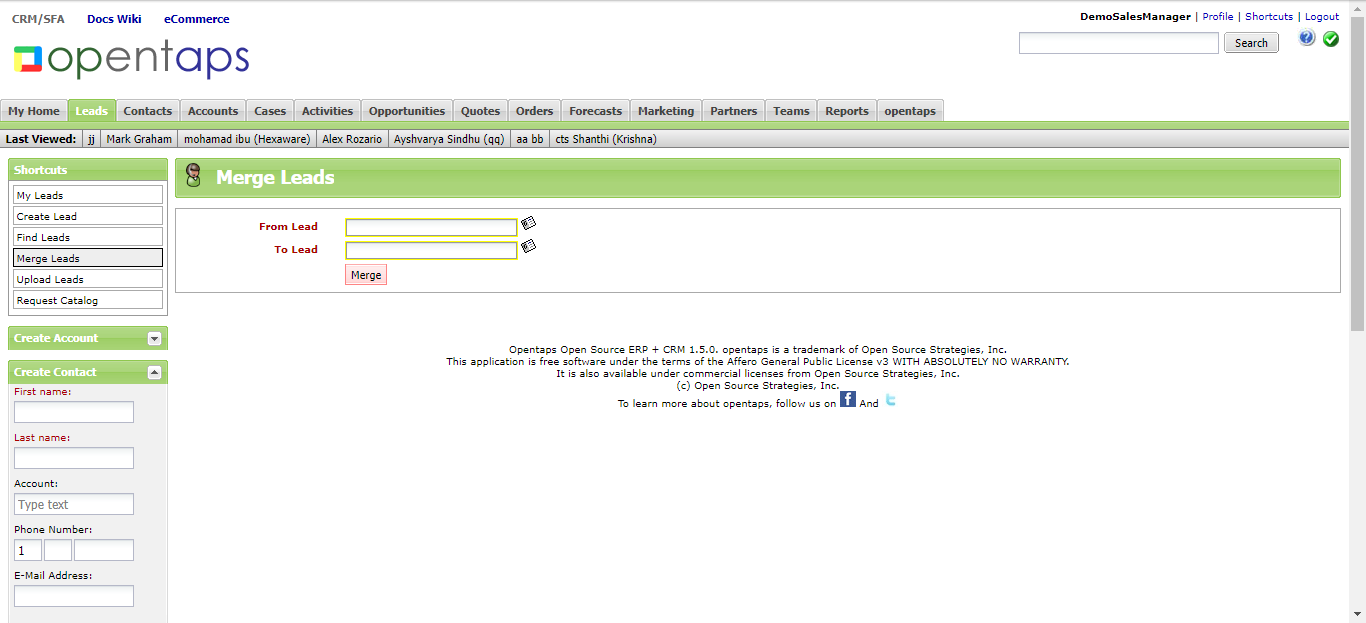 CRM/SFA Docs Wiki eCommerce
DemoSalesManager | Profile | Shortcuts | Logout
opentaps
Search
My Home Leads Contacts Accounts Cases Activities Opportunities Quotes Orders Forecasts Marketing Partners Teams Reports opentaps
Last Viewed: jj Mark Graham mohamad ibu (Hexaware) Alex Rozario Ayshvarya Sindhu (qq) aa bb cts Shanthi (Krishna)
Shortcuts
My Leads
Create Lead
Find Leads
Merge Leads
Upload Leads
Request Catalog
Create Account
Create Contact
First name:
Last name:
Account:
Type text
Phone Number:
1
E-Mail Address:
Merge Leads
From Lead
To Lead
Merge
Opentaps Open Source ERP + CRM 1.5.0. opentaps is a trademark of Open Source Strategies, Inc.
This application is free software under the terms of the Affero General Public License v3 WITH ABSOLUTELY NO WARRANTY.
It is also available under commercial licenses from Open Source Strategies, Inc.
(c) Open Source Strategies, Inc.
To learn more about opentaps, follow us on f And t